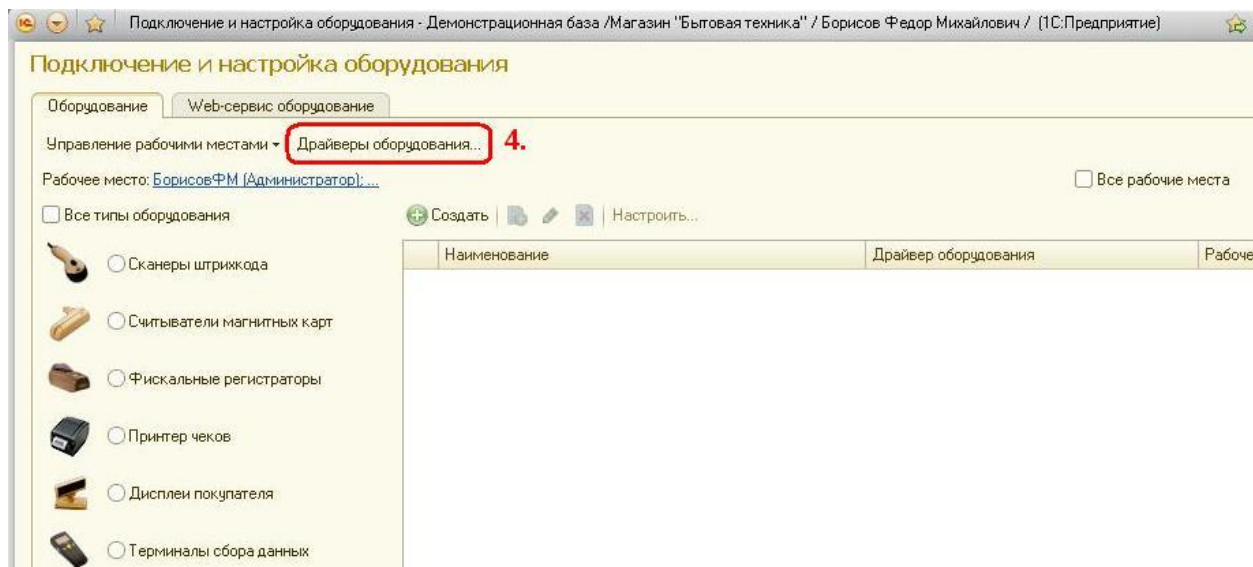 Подключение и настройка оборудования - Демонстрационная база /Магазин "Бытовая техника" / Борисов Федор Михайлович / (1С:Предприятие)
Подключение и настройка оборудования
Оборудование Web-сервис оборудование
Управление рабочими местами Драйверы оборудования... 4.
Рабочее место: БорисовФМ (Администратор); ... Все рабочие места
Все типы оборудования Создать Настроить...
Наименование Драйвер оборудования Рабоче
Сканеры штрихкода
Считыватели магнитных карт
Фискальные регистраторы
Принтер чеков
Дисплеи покупателя
Терминалы сбора данных